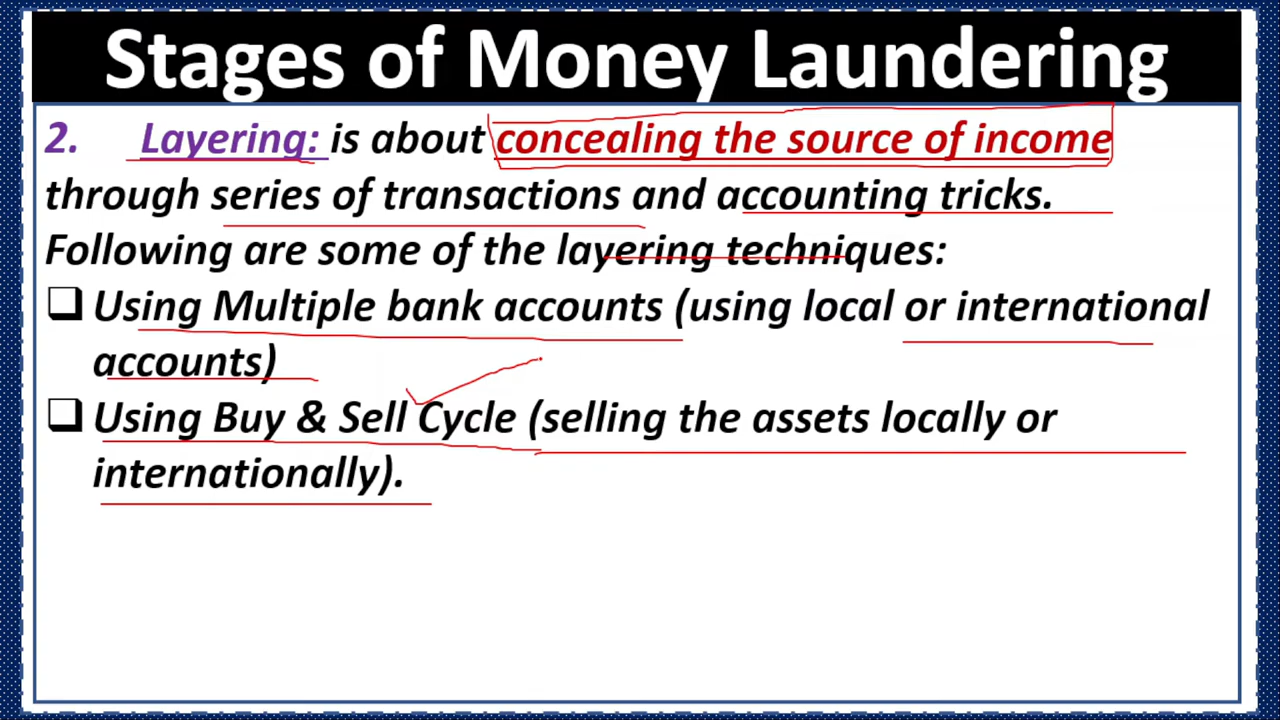 Stages of Money Laundering
2. Layering: is about concealing the source of income
through series of transactions and accounting tricks.
Following are some of the layering techniques:
❑ Using Multiple bank accounts (using local or international
accounts)
❑ Using Buy & Sell Cycle (selling the assets locally or
internationally).